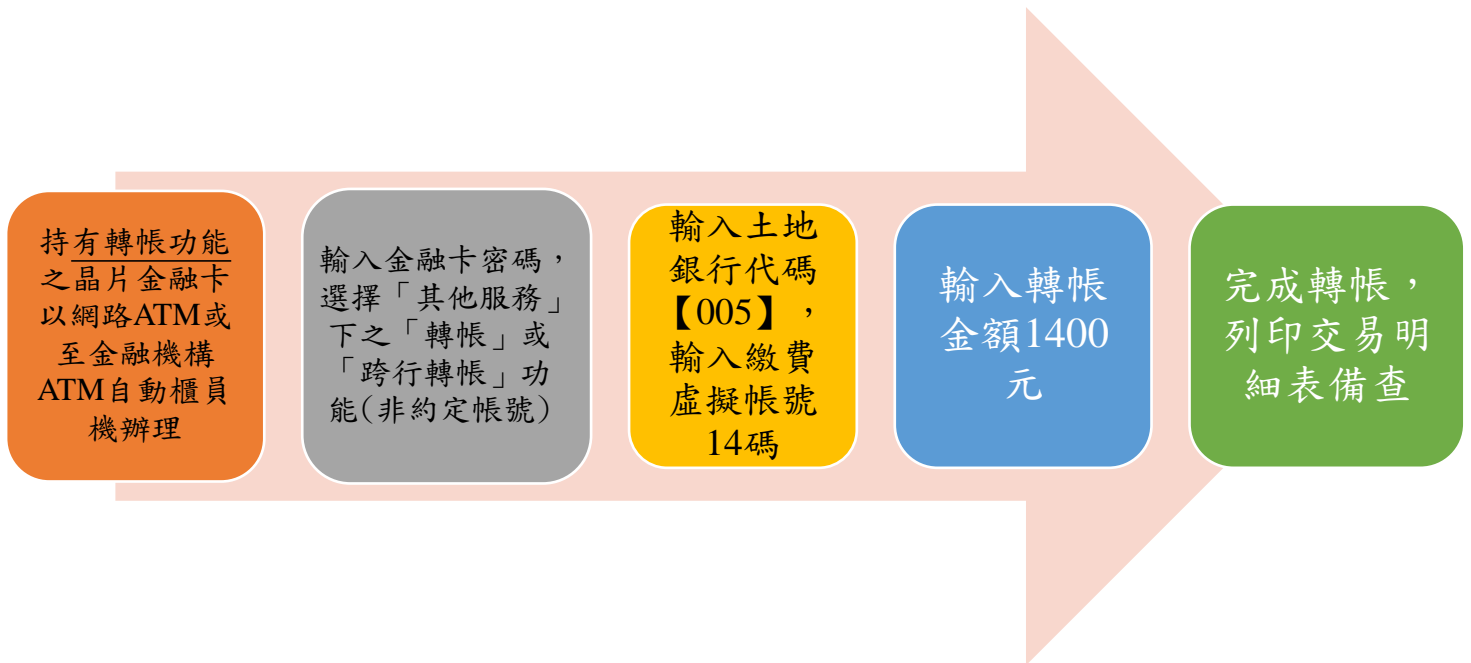 持有轉帳功能
之晶片金融卡
以網路ATM或
至金融機構
ATM自動櫃員
機辦理
輸入金融卡密碼，
選擇「其他服務」
下之「轉帳」或
「跨行轉帳」功
能(非約定帳號)
輸入土地
銀行代碼
【005】，
輸入繳費
虛擬帳號
14碼
輸入轉帳
金額1400
元
完成轉帳，
列印交易明
細表備查